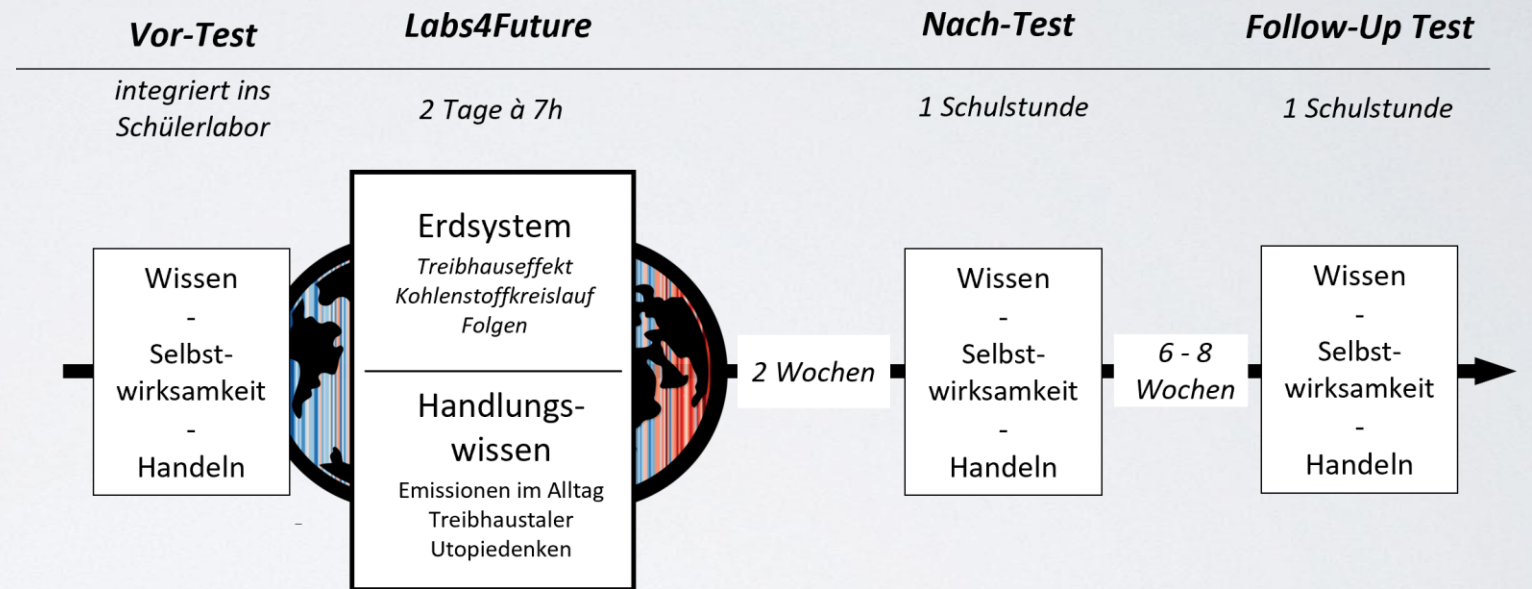 Vor-Test
Labs4Future
Nach-Test
Follow-Up Test
integriert ins
Schülerlabor
2 Tage à 7h
1 Schulstunde
1 Schulstunde
Wissen
-
Selbst-
wirksamkeit
-
Handeln
Erdsystem
Treibhauseffekt
Kohlenstoffkreislauf
Folgen
Handlungs-
wissen
Emissionen im Alltag
Treibhaustaler
Utopiedenken
2 Wochen
Wissen
-
Selbst-
wirksamkeit
-
Handeln
6 - 8
Wochen
Wissen
-
Selbst-
wirksamkeit
-
Handeln